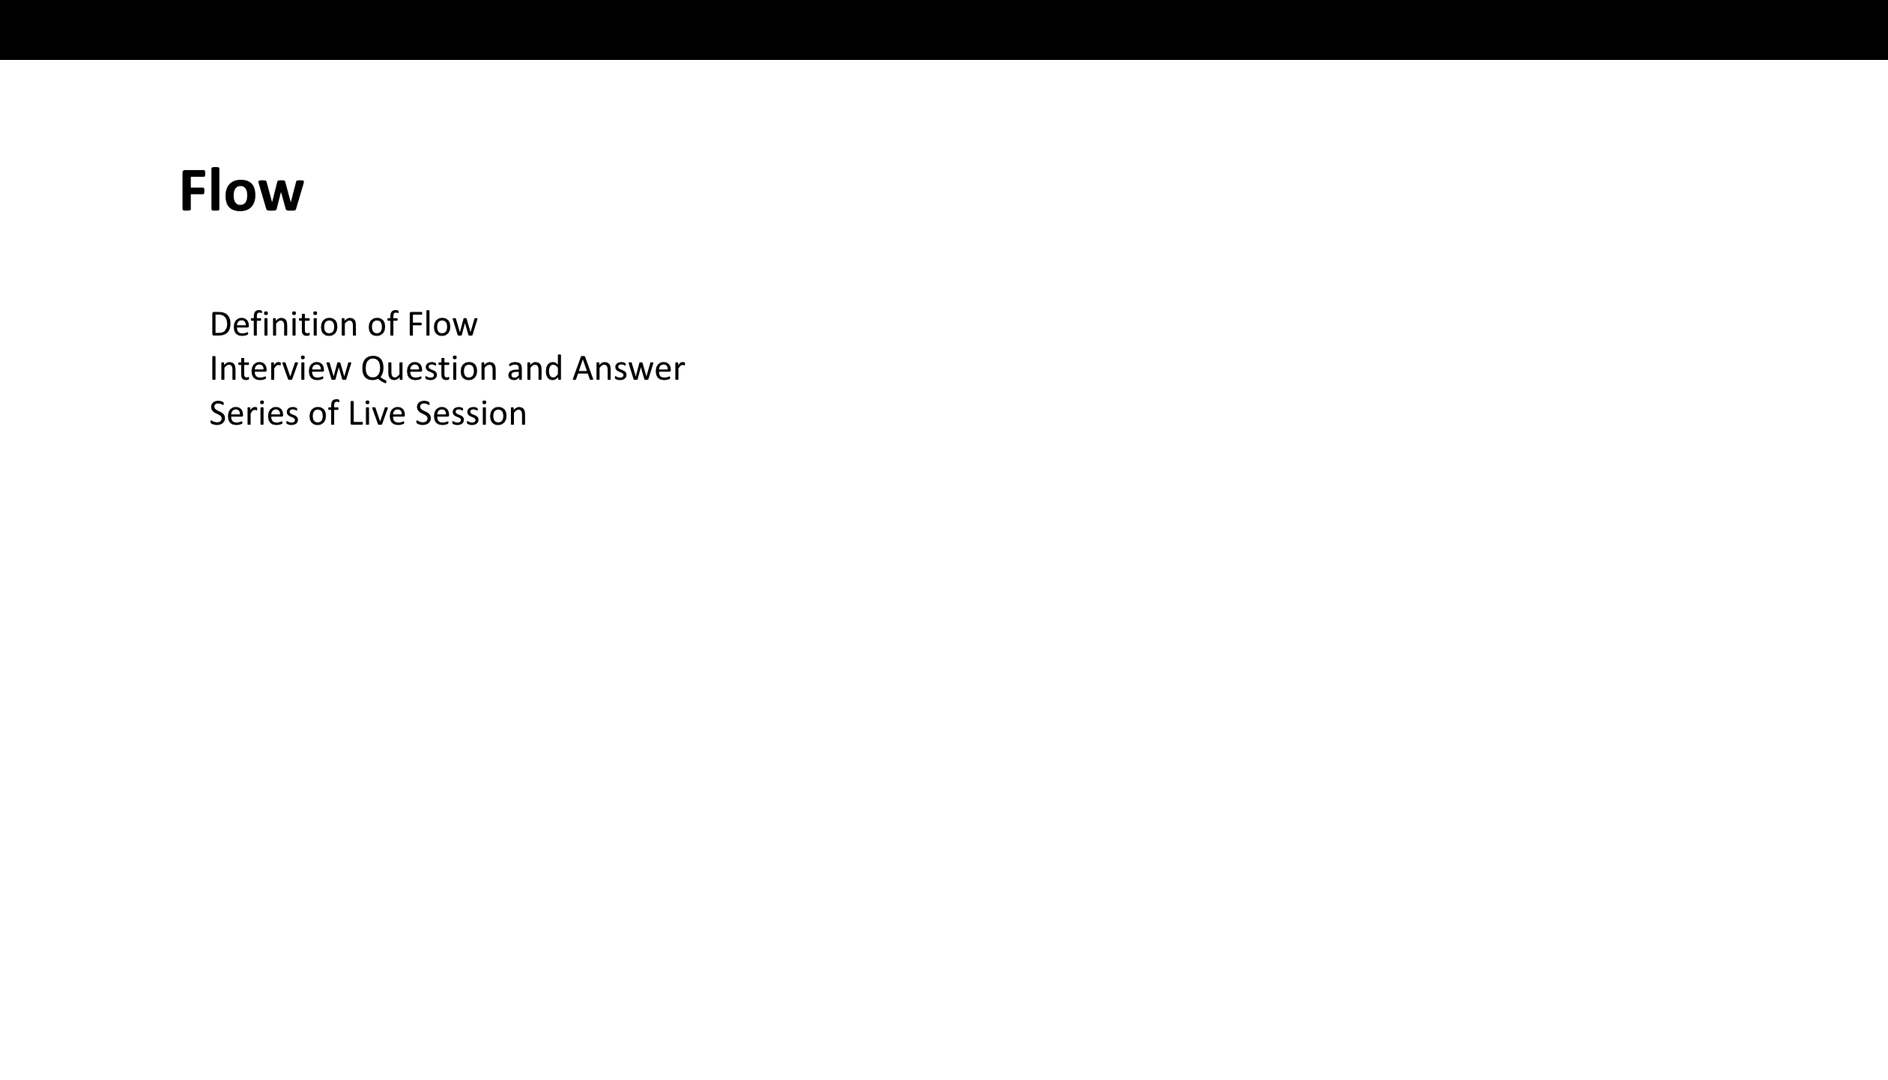 Flow
Definition of Flow
Interview Question and Answer
Series of Live Session